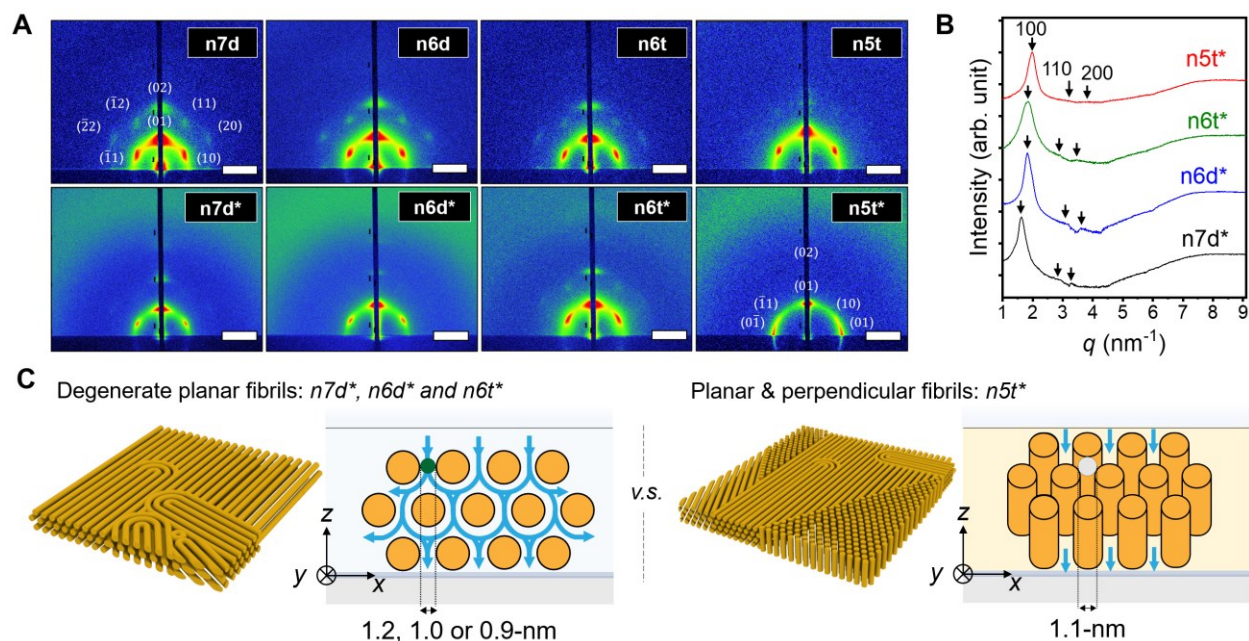 A
n7d
n6d
n6t
n5t
(02)
(1̅2)
(11)
(2̅2)
(01)
(20)
(1̅1)
(10)
n7d*
n6d*
n6t*
n5t*
(02)
(01)
(1̅1)
(10)
(01̅)
(01)
B
Intensity (arb. unit)
100
110
200
n5t*
n6t*
n6d*
n7d*
1 2 3 4 5 6 7 8 9
q (nm⁻¹)
C
Degenerate planar fibrils: n7d*, n6d* and n6t*
z
y
x
1.2, 1.0 or 0.9-nm
v.s.
Planar & perpendicular fibrils: n5t*
z
y
x
1.1-nm